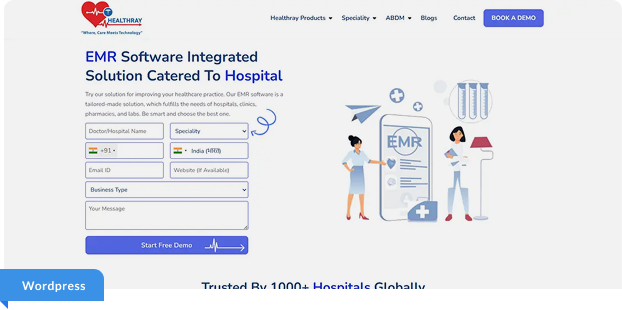 HEALTHRAY
"Where, Care Meets Technology"
Healthray Products
Speciality
ABDM
Blogs
Contact
BOOK A DEMO
EMR Software Integrated
Solution Catered To Hospital
Try our solution for improving your healthcare practice. Our EMR software is a
tailored-made solution, which fulfills the needs of hospitals, clinics,
pharmacies, and labs. Be smart and choose the best one.
Doctor/Hospital Name
Speciality
+91
India (भारत)
Email ID
Website (If Available)
Business Type
Your Message
Start Free Demo
EMR
Trusted By 1000+ Hospitals Globally
Wordpress